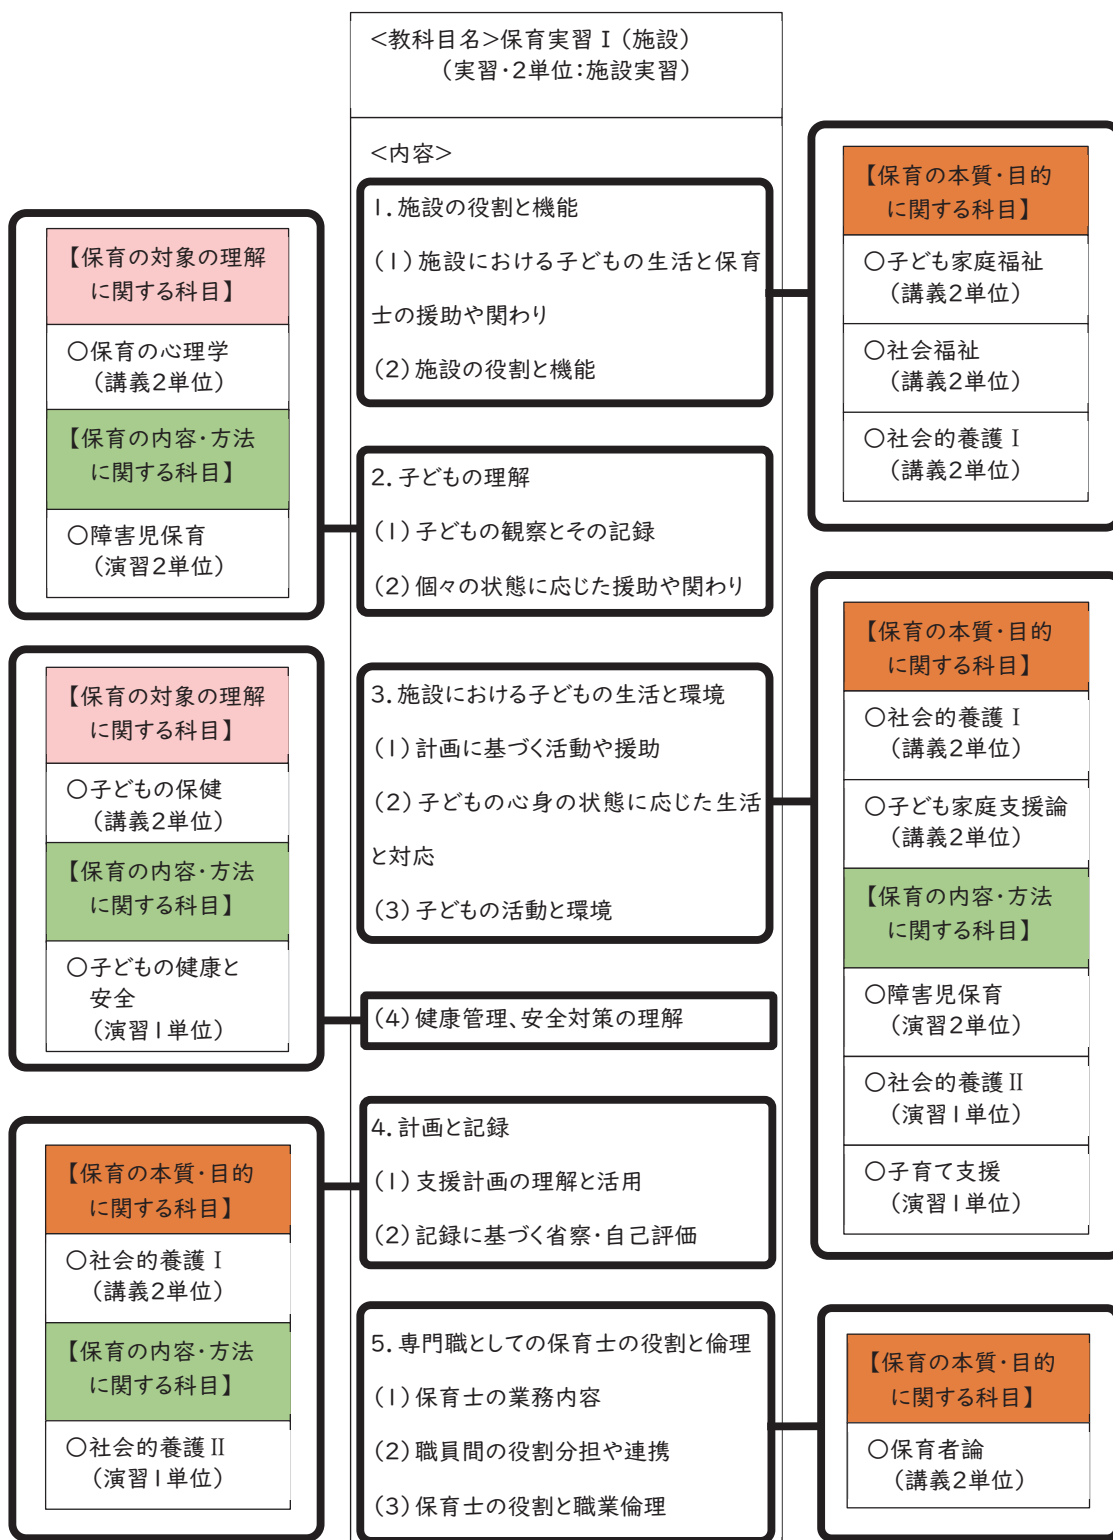 <教科目名>保育実習Ⅰ(施設)
(実習・2単位:施設実習)
<内容>
1.施設の役割と機能
(1)施設における子どもの生活と保育
士の援助や関わり
(2)施設の役割と機能
2.子どもの理解
(1)子どもの観察とその記録
(2)個々の状態に応じた援助や関わり
3.施設における子どもの生活と環境
(1)計画に基づく活動や援助
(2)子どもの心身の状態に応じた生活
と対応
(3)子どもの活動と環境
(4)健康管理、安全対策の理解
4.計画と記録
(1)支援計画の理解と活用
(2)記録に基づく省察・自己評価
5.専門職としての保育士の役割と倫理
(1)保育士の業務内容
(2)職員間の役割分担や連携
(3)保育士の役割と職業倫理
【保育の対象の理解
に関する科目】
○保育の心理学
(講義2単位)
【保育の内容・方法
に関する科目】
○障害児保育
(演習2単位)
【保育の対象の理解
に関する科目】
○子どもの保健
(講義2単位)
【保育の内容・方法
に関する科目】
○子どもの健康と
安全
(演習1単位)
【保育の本質・目的
に関する科目】
○社会的養護Ⅰ
(講義2単位)
【保育の内容・方法
に関する科目】
○社会的養護Ⅱ
(演習1単位)
【保育の本質・目的
に関する科目】
○子ども家庭福祉
(講義2単位)
○社会福祉
(講義2単位)
○社会的養護Ⅰ
(講義2単位)
【保育の本質・目的
に関する科目】
○社会的養護Ⅰ
(講義2単位)
○子ども家庭支援論
(講義2単位)
【保育の内容・方法
に関する科目】
○障害児保育
(演習2単位)
○社会的養護Ⅱ
(演習1単位)
○子育て支援
(演習1単位)
【保育の本質・目的
に関する科目】
○保育者論
(講義2単位)